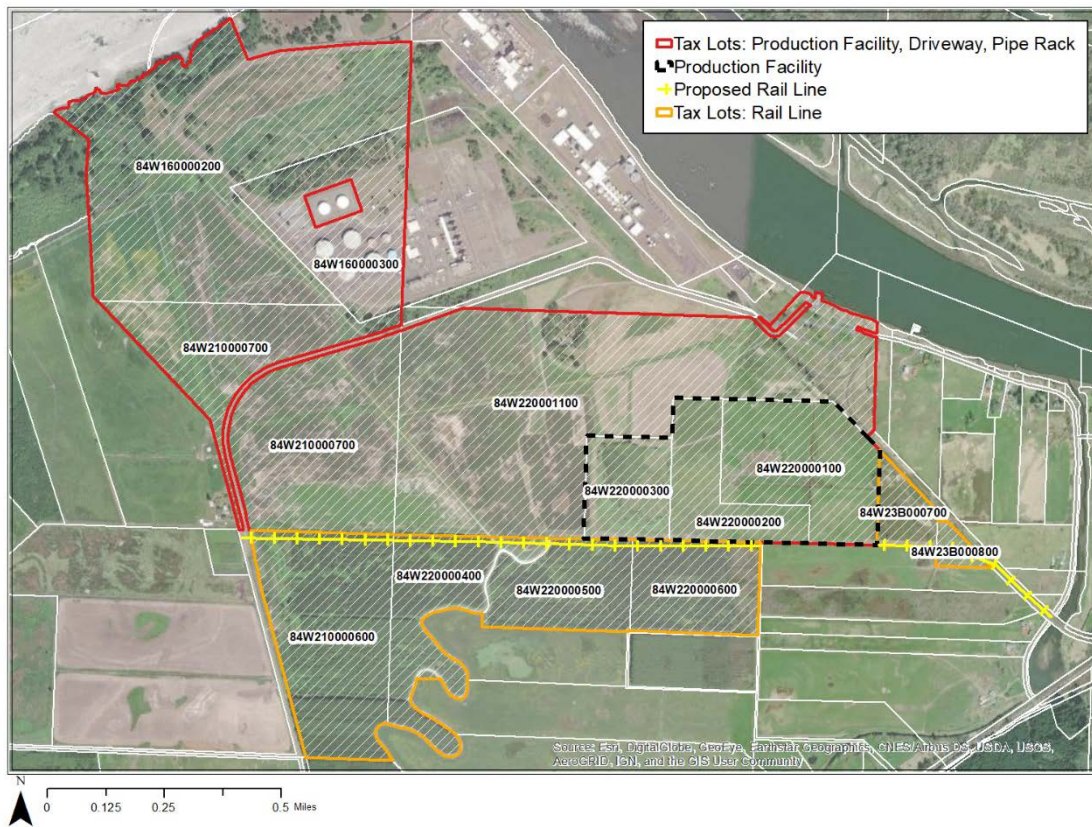 Tax Lots: Production Facility, Driveway, Pipe Rack
Production Facility
Proposed Rail Line
Tax Lots: Rail Line
84W160000200
84W160000300
84W210000700
84W220001100
84W210000700
84W220000100
84W220000300
84W23B000700
84W220000200
84W23B000800
84W220000400
84W220000500
84W220000600
84W210000600
Source: Esri, DigitalGlobe, GeoEye, Earthstar Geographics, CNES/Airbus DS, USDA, USGS,
AeroGRID, IGN, and the GIS User Community
N
0 0.125 0.25 0.5 Miles